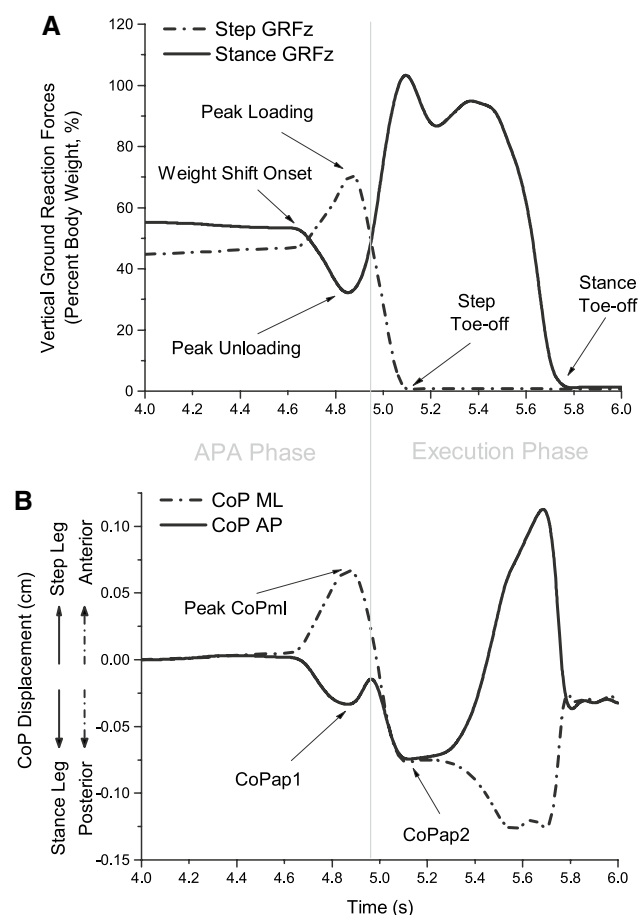 A
Step GRFz
Stance GRFz
Vertical Ground Reaction Forces
(Percent Body Weight, %)
120
100
80
60
40
20
0
Peak Loading
Weight Shift Onset
Peak Unloading
Step
Toe-off
Stance
Toe-off
4.0 4.2 4.4 4.6 4.8 5.0 5.2 5.4 5.6 5.8 6.0
APA Phase
Execution Phase
B
CoP ML
CoP AP
CoP Displacement (cm)
Stance Leg
Step Leg
Posterior
Anterior
0.10
0.05
0.00
-0.05
-0.10
-0.15
Peak CoPml
CoPap1
CoPap2
4.0 4.2 4.4 4.6 4.8 5.0 5.2 5.4 5.6 5.8 6.0
Time (s)